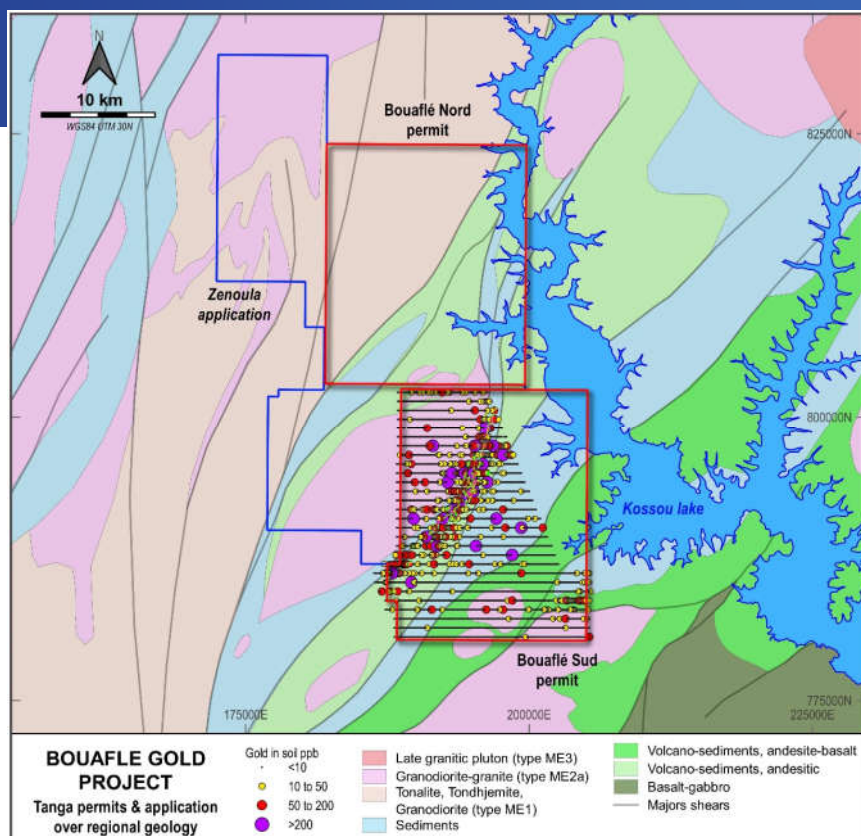 N
10 km
WGS84 UTM 30N
Bouaflé Nord
permit
825000N
Zenoula
application
800000N
Kossou lake
Bouaflé Sud
permit
175000E
200000E
775000N
225000E
BOUAFLE GOLD
PROJECT
Tanga permits & application
over regional geology
Gold in soil ppb
<10
10 to 50
50 to 200
>200
Late granitic pluton (type ME3)
Granodiorite-granite (type ME2a)
Tonalite, Tondhjemite,
Granodiorite (type ME1)
Sediments
Volcano-sediments, andesite-basalt
Volcano-sediments, andesitic
Basalt-gabbro
Majors shears